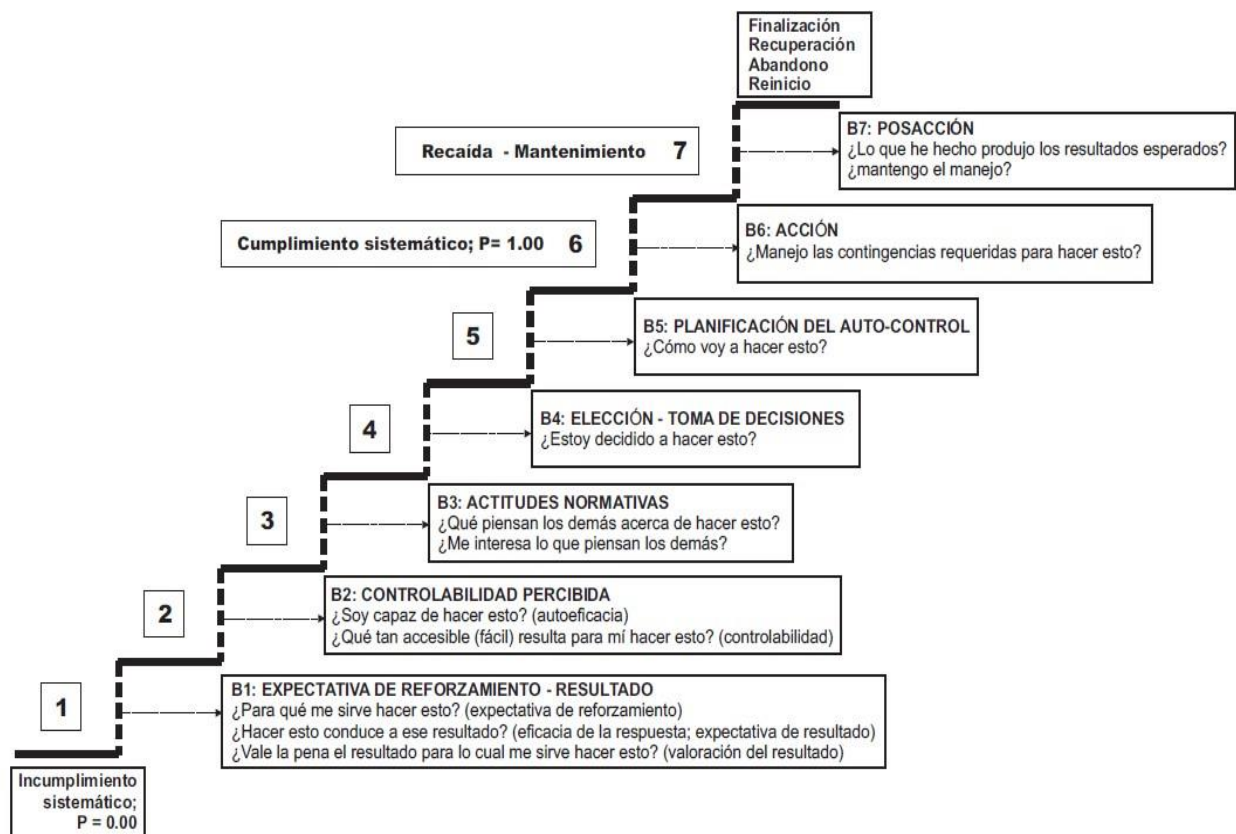 Finalización
Recuperación
Abandono
Reinicio
B7: POSACCIÓN
¿Lo que he hecho produjo los resultados esperados?
¿mantengo el manejo?
Recaída - Mantenimiento 7
B6: ACCIÓN
¿Manejo las contingencias requeridas para hacer esto?
Cumplimiento sistemático; P= 1.00 6
B5: PLANIFICACIÓN DEL AUTO-CONTROL
¿Cómo voy a hacer esto?
5
B4: ELECCIÓN - TOMA DE DECISIONES
¿Estoy decidido a hacer esto?
4
B3: ACTITUDES NORMATIVAS
¿Qué piensan los demás acerca de hacer esto?
¿Me interesa lo que piensan los demás?
3
B2: CONTROLABILIDAD PERCIBIDA
¿Soy capaz de hacer esto? (autoeficacia)
¿Qué tan accesible (fácil) resulta para mí hacer esto? (controlabilidad)
2
B1: EXPECTATIVA DE REFORZAMIENTO - RESULTADO
¿Para qué me sirve hacer esto? (expectativa de reforzamiento)
¿Hacer esto conduce a ese resultado? (eficacia de la respuesta; expectativa de resultado)
¿Vale la pena el resultado para lo cual me sirve hacer esto? (valoración del resultado)
1
Incumplimiento
sistemático;
P = 0.00